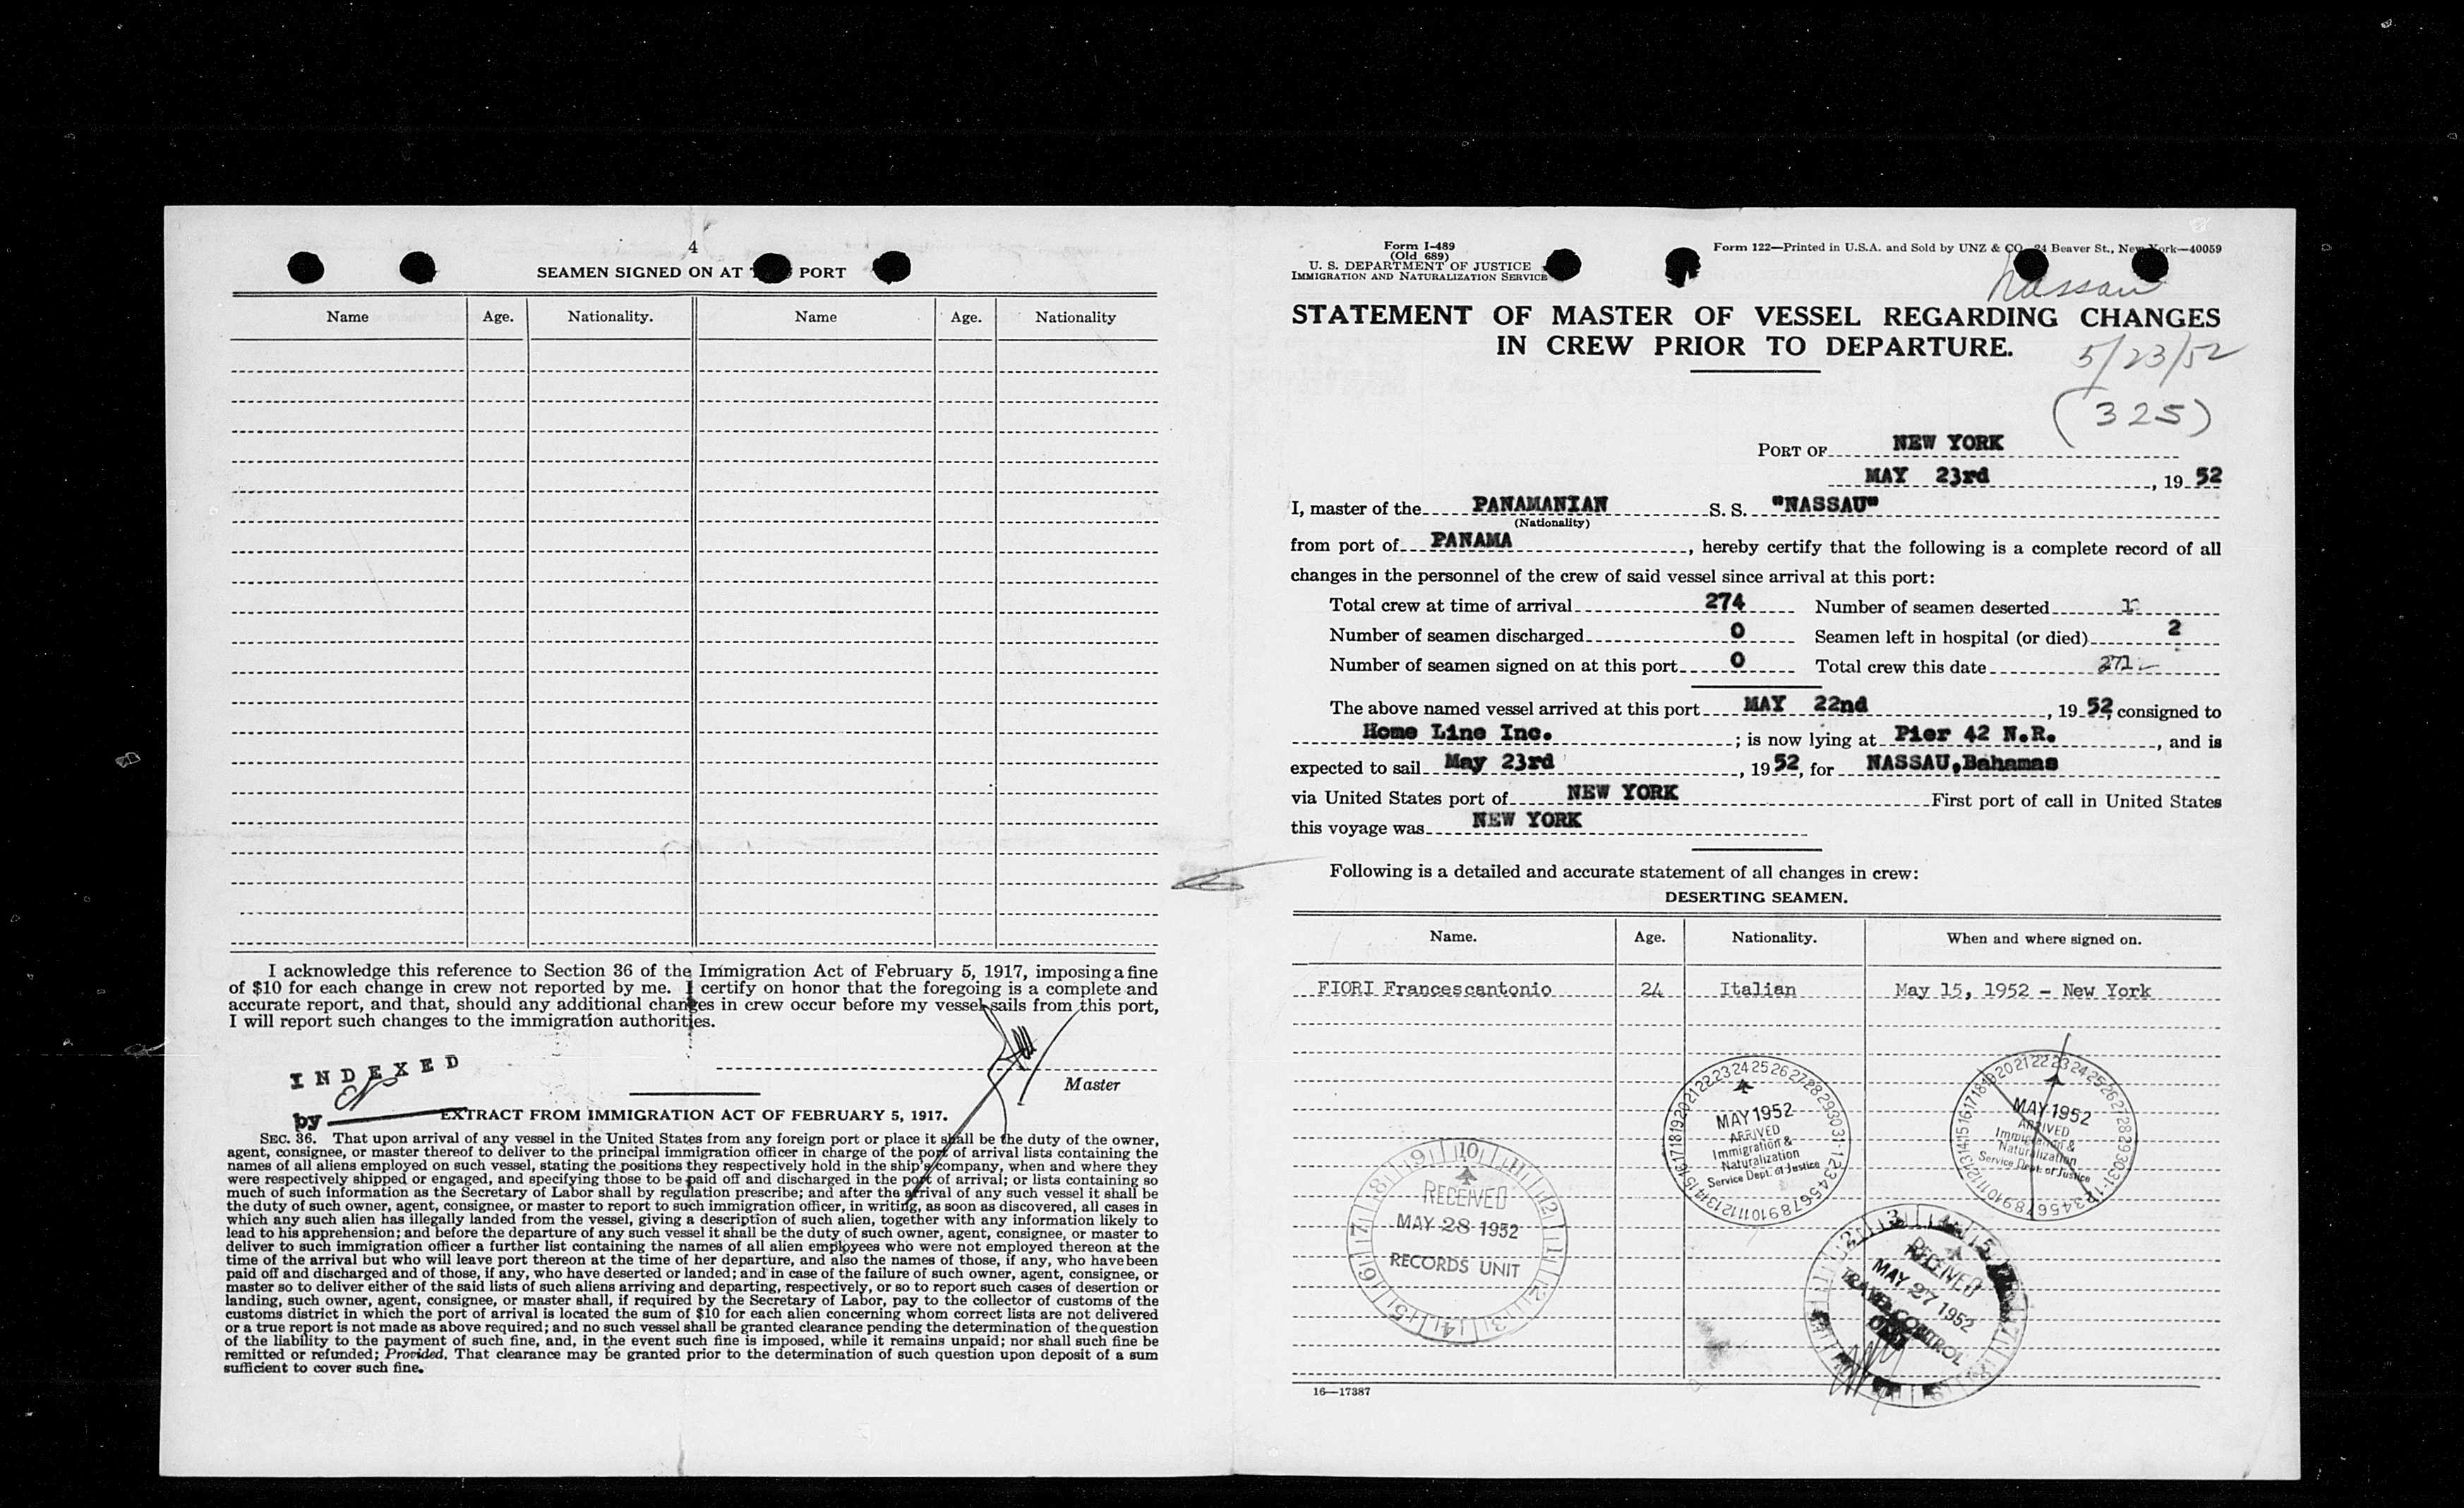 4
SEAMEN SIGNED ON AT PORT
Name Age. Nationality. Name Age. Nationality
I acknowledge this reference to Section 36 of the Immigration Act of February 5, 1917, imposing a fine
of $10 for each change in crew not reported by me. I certify on honor that the foregoing is a complete and
accurate report, and that, should any additional changes in crew occur before my vessel sails from this port,
I will report such changes to the immigration authorities.
INDEXED
Master
by
EXTRACT FROM IMMIGRATION ACT OF FEBRUARY 5, 1917.
SEC. 36. That upon arrival of any vessel in the United States from any foreign port or place it shall be the duty of the owner,
agent, consignee, or master thereof to deliver to the principal immigration officer in charge of the port of arrival lists containing the
names of all aliens employed on such vessel, stating the positions they respectively hold in the ship's company, when and where they
were respectively shipped or engaged, and specifying those to be paid off and discharged in the port of arrival; or lists containing so
much of such information as the Secretary of Labor shall by regulation prescribe; and after the arrival of any such vessel it shall be
the duty of such owner, agent, consignee, or master to report to such immigration officer, in writing, as soon as discovered, all cases in
which any such alien has illegally landed from the vessel, giving a description of such alien, together with any information likely to
lead to his apprehension; and before the departure of any such vessel it shall be the duty of such owner, agent, consignee, or master to
deliver to such immigration officer a further list containing the names of all alien employees who were not employed thereon at the
time of the arrival but who will leave port thereon at the time of her departure, and also the names of those, if any, who have been
paid off and discharged and of those, if any, who have deserted or landed; and in case of the failure of such owner, agent, consignee, or
master so to deliver either of the said lists of such aliens arriving and departing, respectively, or so to report such cases of desertion or
landing, such owner, agent, consignee, or master shall, if required by the Secretary of Labor, pay to the collector of customs of the
customs district in which the port of arrival is located the sum of $10 for each alien concerning whom correct lists are not delivered
or a true report is not made as above required; and no such vessel shall be granted clearance pending the determination of the question
of the liability to the payment of such fine, and, in the event such fine is imposed, while it remains unpaid; nor shall such fine be
remitted or refunded; Provided, That clearance may be granted prior to the determination of such question upon deposit of a sum
sufficient to cover such fine.
Form I-489
(Old 689)
U. S. DEPARTMENT OF JUSTICE
IMMIGRATION AND NATURALIZATION SERVICE
Form 122—Printed in U.S.A. and Sold by UNZ & CO. 24 Beaver St., New York—40059
Nassau
STATEMENT OF MASTER OF VESSEL REGARDING CHANGES
IN CREW PRIOR TO DEPARTURE.
5/23/52
(325)
PORT OF NEW YORK
MAY 23rd, 19 52
I, master of the PANAMANIAN S. S. "NASSAU"
(Nationality)
from port of PANAMA, hereby certify that the following is a complete record of all
changes in the personnel of the crew of said vessel since arrival at this port:
Total crew at time of arrival 274 Number of seamen deserted 1
Number of seamen discharged 0 Seamen left in hospital (or died) 2
Number of seamen signed on at this port 0 Total crew this date 271
The above named vessel arrived at this port MAY 22nd, 19 52, consigned to
Home Line Inc.; is now lying at Pier 42 N.R., and is
expected to sail May 23rd, 19 52, for NASSAU, Bahamas
via United States port of NEW YORK First port of call in United States
this voyage was NEW YORK
Following is a detailed and accurate statement of all changes in crew:
DESERTING SEAMEN.
Name. Age. Nationality. When and where signed on.
FIORI Francescantonio 24 Italian May 15, 1952 - New York
MAY 1952
ARRIVED
Immigration &
Naturalization
Service Dept. of Justice
MAY 1952
ARRIVED
Immigration &
Naturalization
Service Dept. of Justice
RECEIVED
MAY 28 1952
RECORDS UNIT
RECEIVED
MAY 27 1952
TRAVEL CONTROL
16—17387